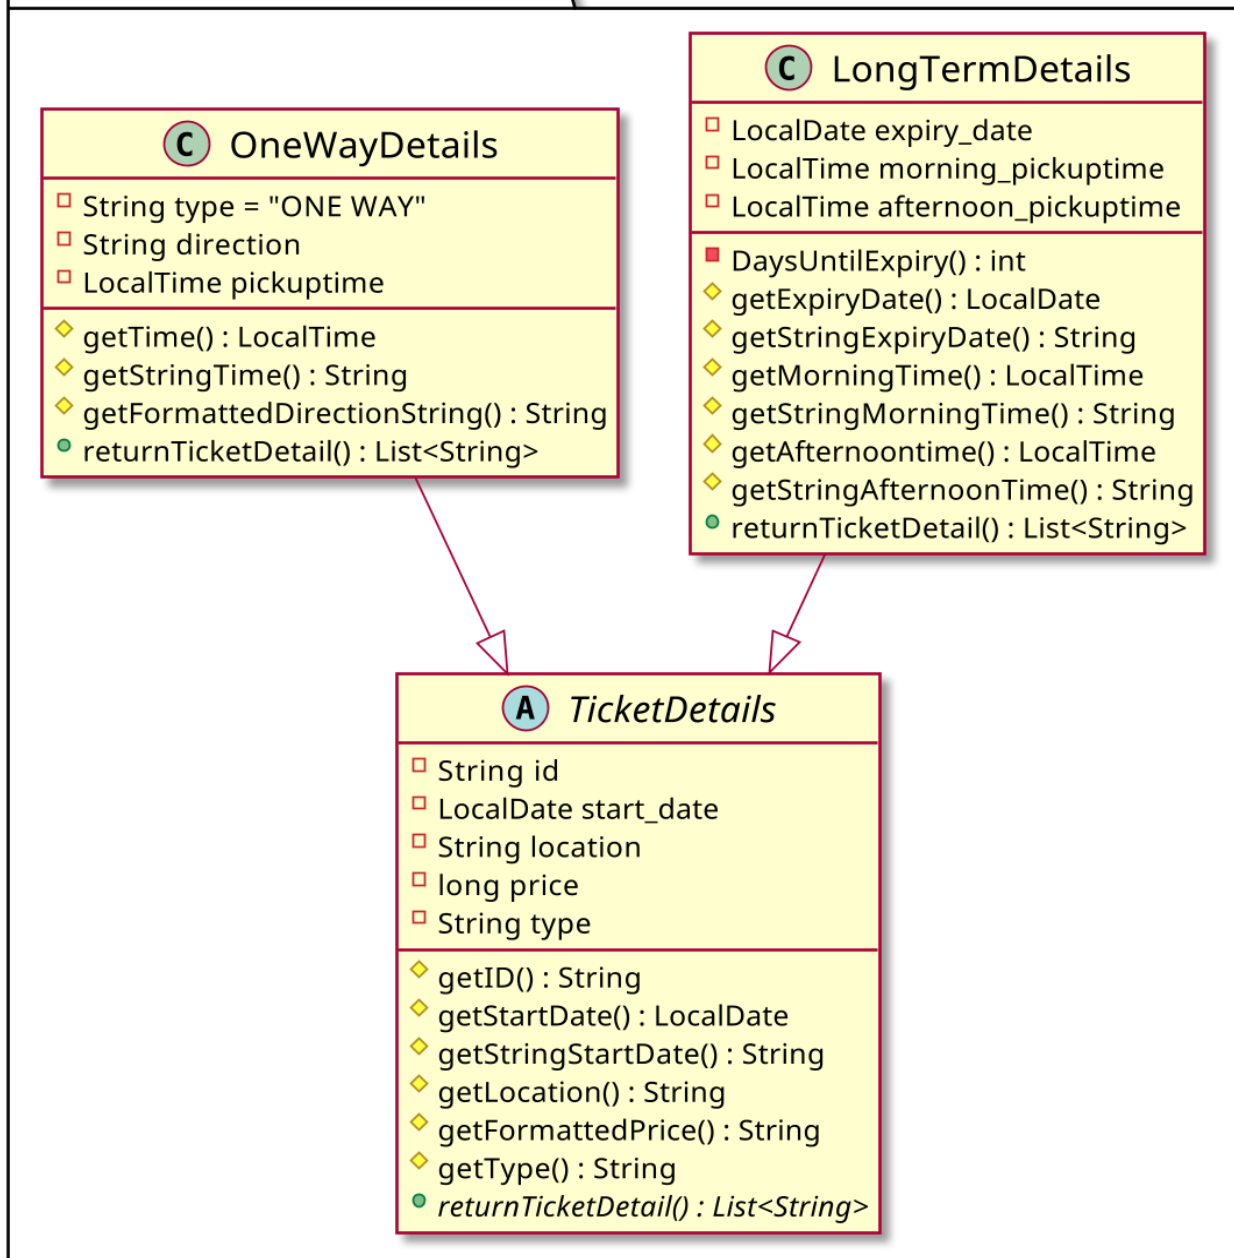 C OneWayDetails
String type = "ONE WAY"
String direction
LocalTime pickuptime
getTime() : LocalTime
getStringTime() : String
getFormattedDirectionString() : String
returnTicketDetail() : List<String>
C LongTermDetails
LocalDate expiry_date
LocalTime morning_pickuptime
LocalTime afternoon_pickuptime
DaysUntilExpiry() : int
getExpiryDate() : LocalDate
getStringExpiryDate() : String
getMorningTime() : LocalTime
getStringMorningTime() : String
getAfternoontime() : LocalTime
getStringAfternoonTime() : String
returnTicketDetail() : List<String>
A TicketDetails
String id
LocalDate start_date
String location
long price
String type
getID() : String
getStartDate() : LocalDate
getStringStartDate() : String
getLocation() : String
getFormattedPrice() : String
getType() : String
returnTicketDetail() : List<String>